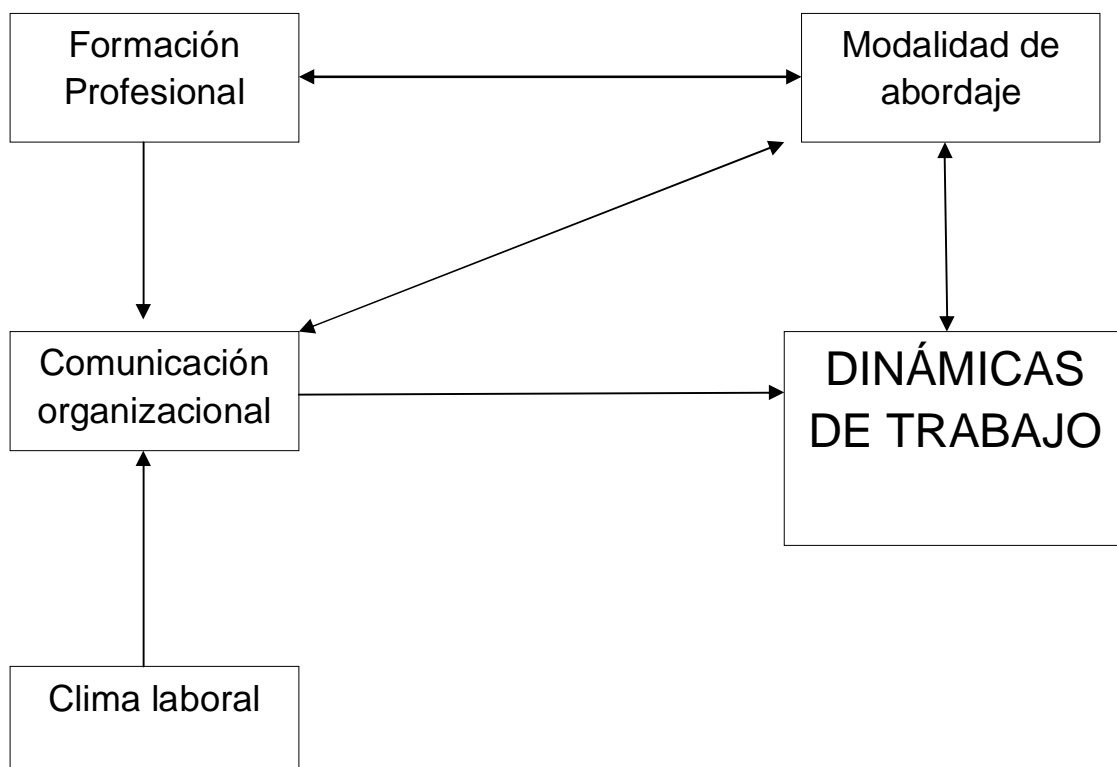 Formación
Profesional
Modalidad de
abordaje
Comunicación
organizacional
DINÁMICAS
DE TRABAJO
Clima laboral